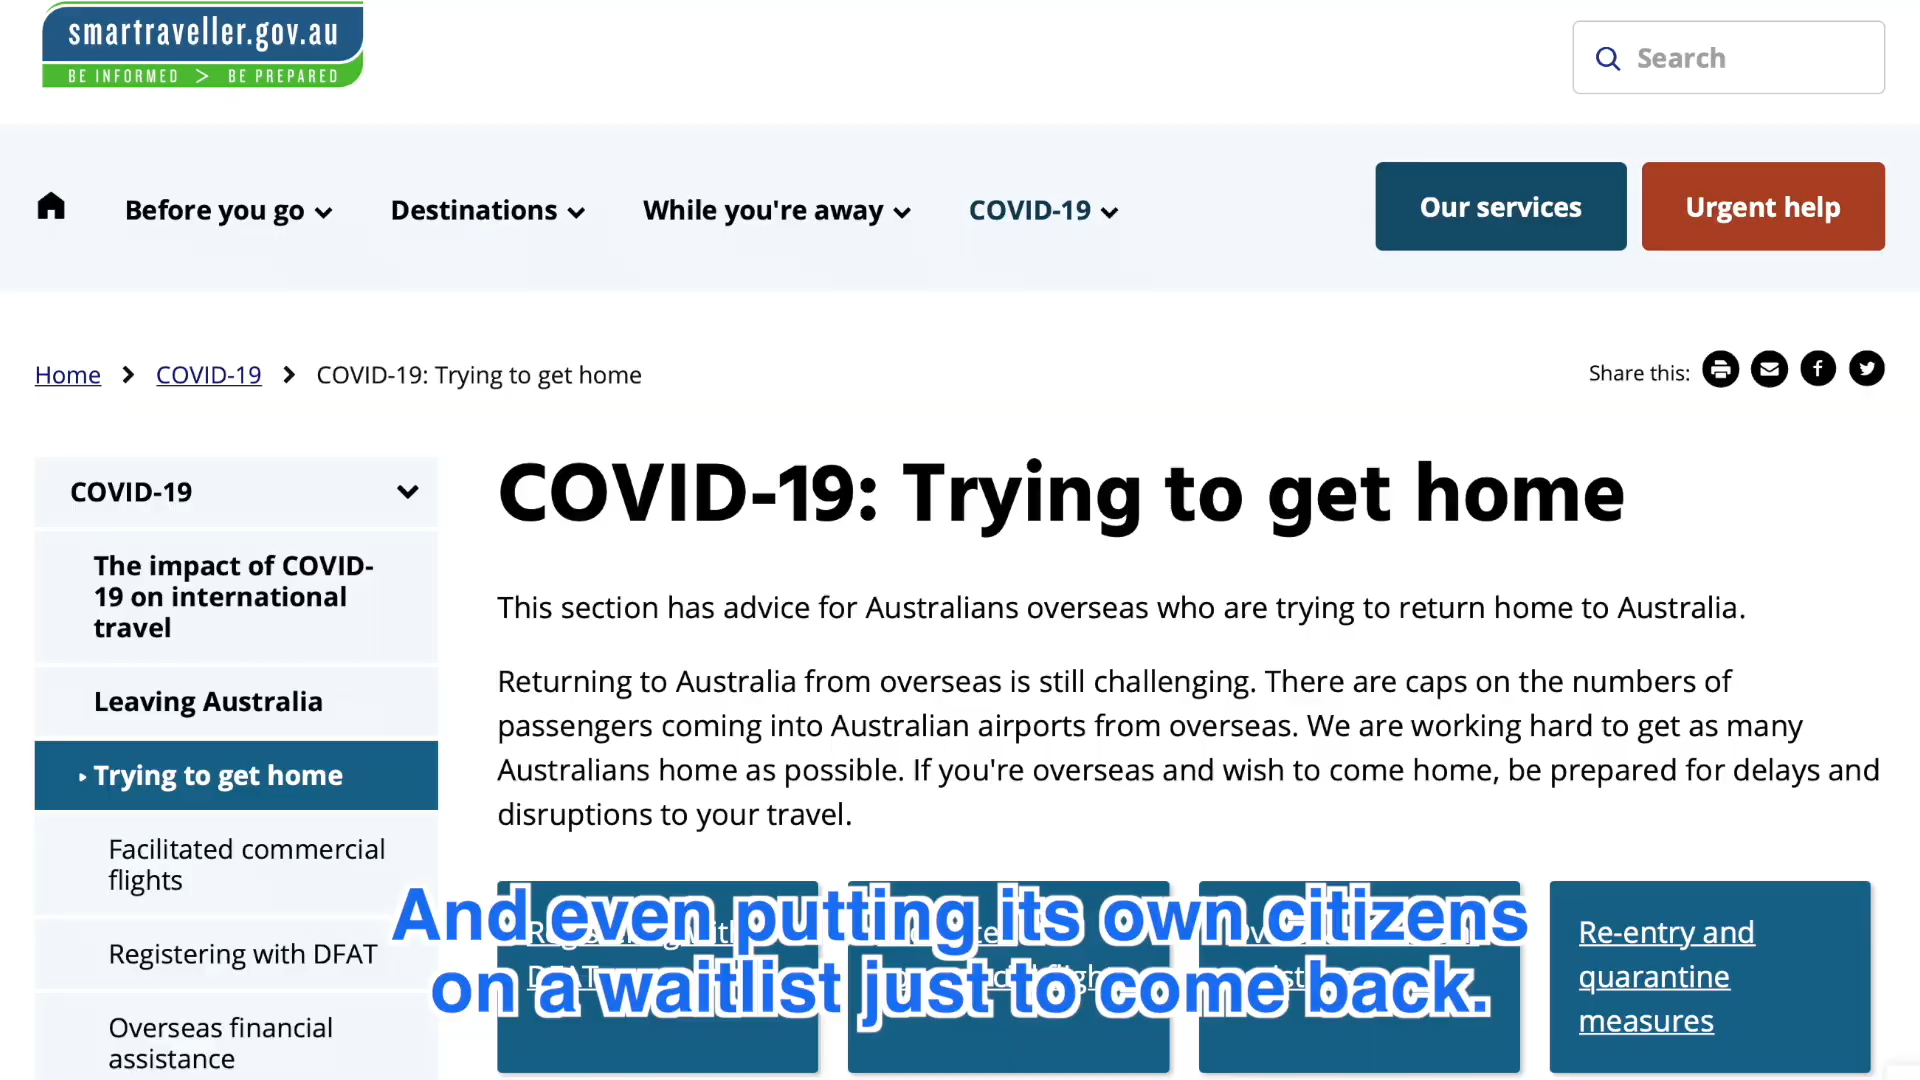 smartraveller.gov.au
BE INFORMED > BE PREPARED
Search
Before you go
Destinations
While you're away
COVID-19
Our services
Urgent help
Home > COVID-19 > COVID-19: Trying to get home
Share this:
COVID-19
The impact of COVID-
19 on international
travel
Leaving Australia
Trying to get home
Facilitated commercial
flights
Registering with DFAT
Overseas financial
assistance
COVID-19: Trying to get home
This section has advice for Australians overseas who are trying to return home to Australia.
Returning to Australia from overseas is still challenging. There are caps on the numbers of
passengers coming into Australian airports from overseas. We are working hard to get as many
Australians home as possible. If you're overseas and wish to come home, be prepared for delays and
disruptions to your travel.
Re-entry and
quarantine
measures
And even putting its own citizens
on a waitlist just to come back.